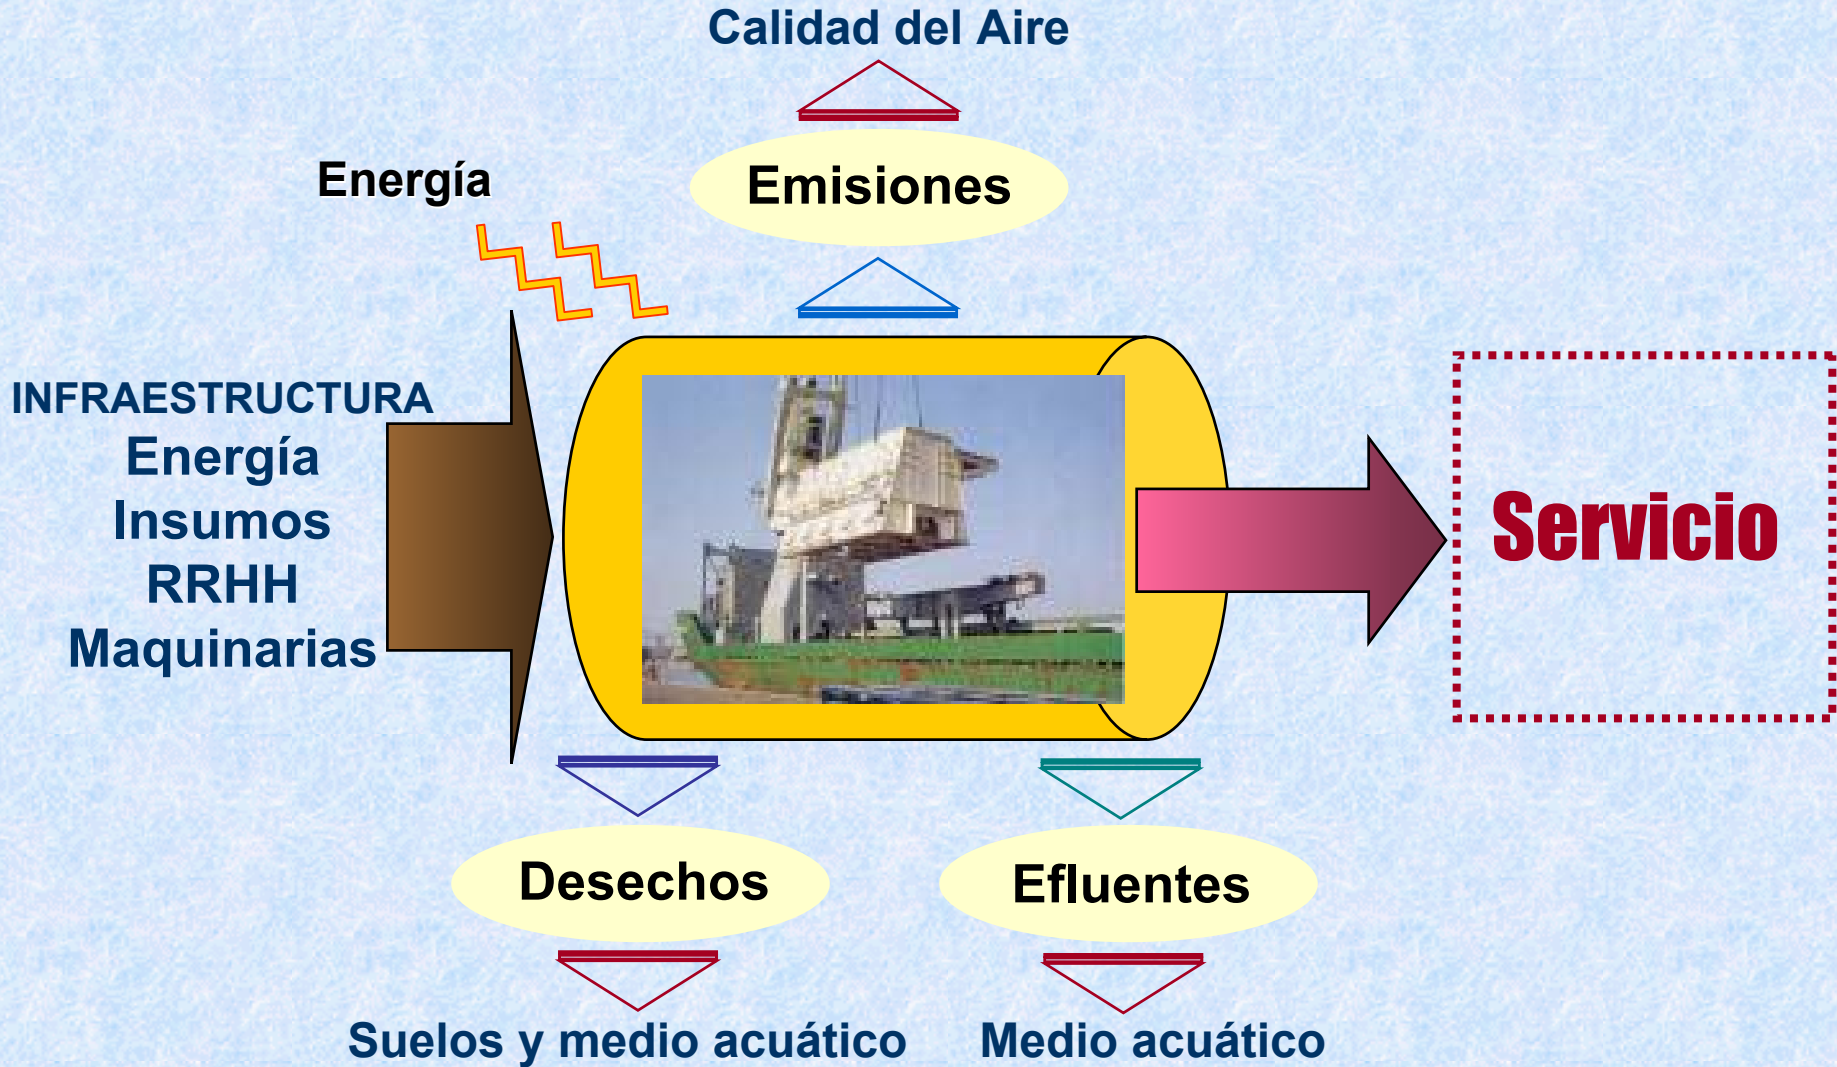 Calidad del Aire
Energía
Emisiones
INFRAESTRUCTURA
Energía
Insumos
RRHH
Maquinarias
Servicio
Desechos
Efluentes
Suelos y medio acuático
Medio acuático